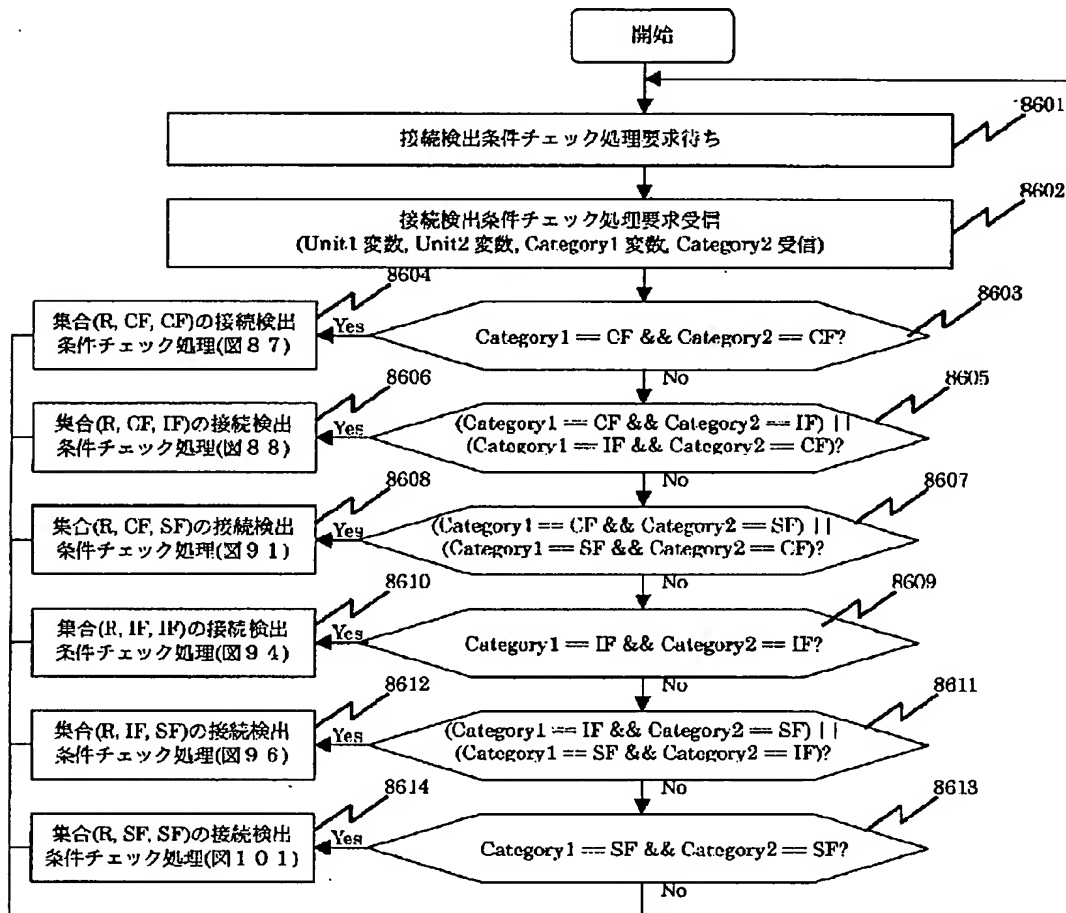 開始
8601
接続検出条件チェック処理要求待ち
8602
接続検出条件チェック処理要求受信
(Unit1 変数, Unit2 変数, Category1 変数, Category2 受信)
8604
8603
集合(R, CF, CF)の接続検出
条件チェック処理(図87)
Yes
Category1 == CF && Category2 == CF?
No
8606
8605
集合(R, CF, IF)の接続検出
条件チェック処理(図88)
Yes
(Category1 == CF && Category2 == IF) ||
(Category1 == IF && Category2 == CF)?
No
8608
8607
集合(R, CF, SF)の接続検出
条件チェック処理(図91)
Yes
(Category1 == CF && Category2 == SF) ||
(Category1 == SF && Category2 == CF)?
No
8610
8609
集合(R, IF, IF)の接続検出
条件チェック処理(図94)
Yes
Category1 == IF && Category2 == IF?
No
8612
8611
集合(R, IF, SF)の接続検出
条件チェック処理(図96)
Yes
(Category1 == IF && Category2 == SF) ||
(Category1 == SF && Category2 == IF)?
No
8614
8613
集合(R, SF, SF)の接続検出
条件チェック処理(図101)
Yes
Category1 == SF && Category2 == SF?
No